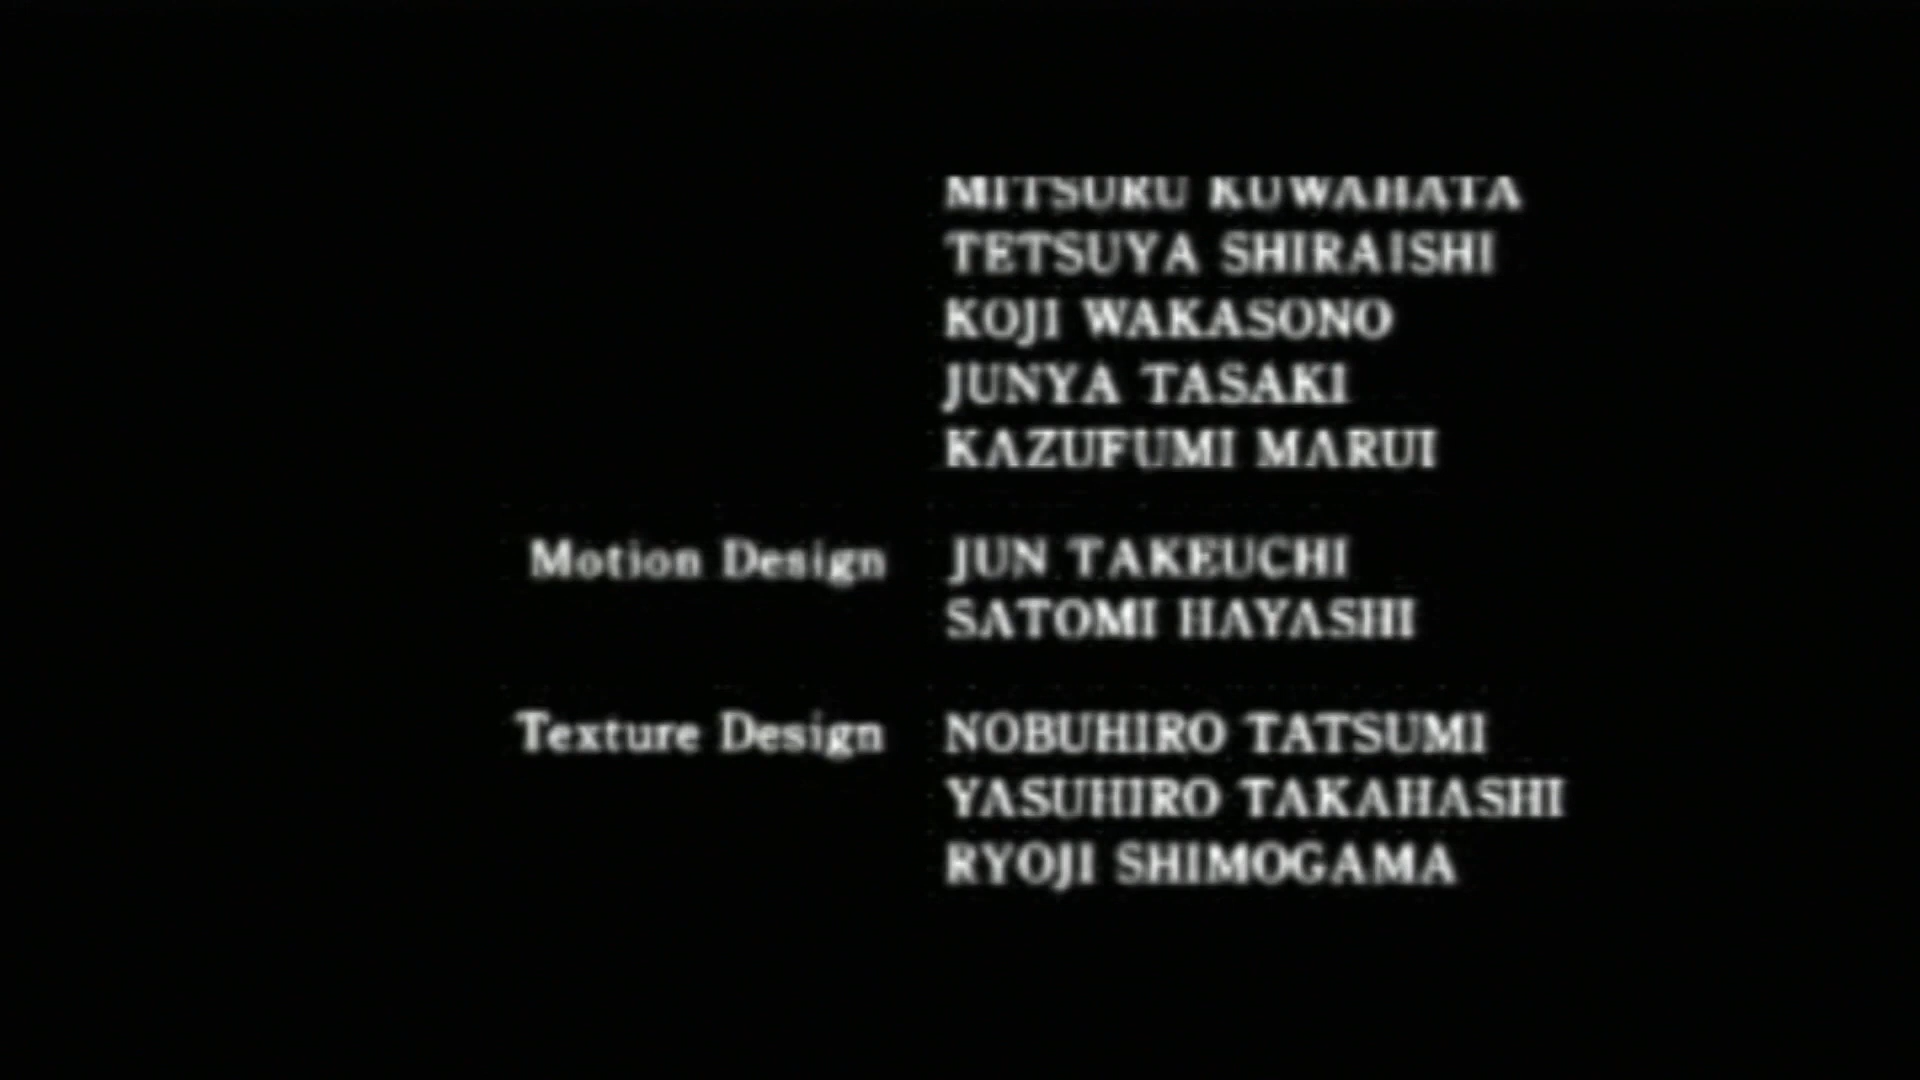 MITSURU KUWAHATA
TETSUYA SHIRAISHI
KOJI WAKASONO
JUNYA TASAKI
KAZUFUMI MARUI
Motion Design JUN TAKEUCHI
SATOMI HAYASHI
Texture Design NOBUHIRO TATSUMI
YASUHIRO TAKAHASHI
RYOJI SHIMOGAMA